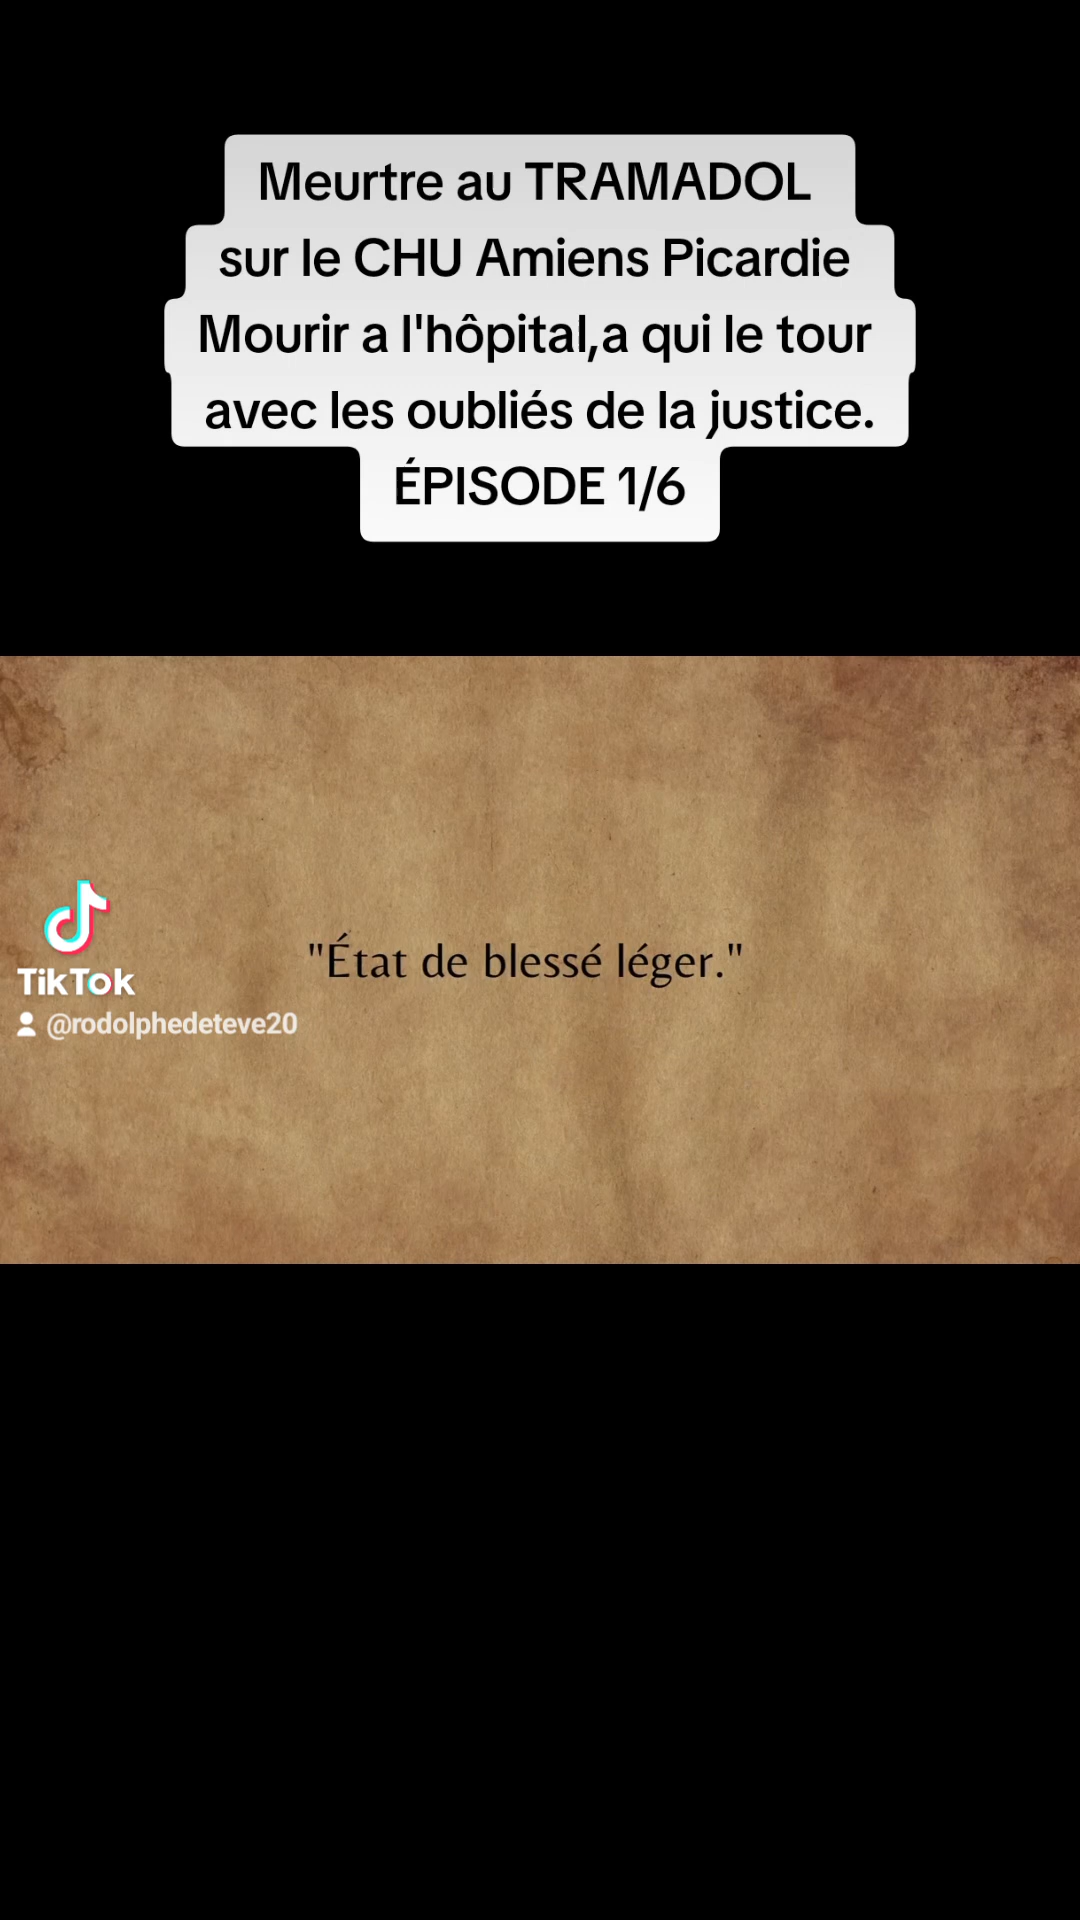 Meurtre au TRAMADOL
sur le CHU Amiens Picardie
Mourir a l'hôpital,a qui le tour
avec les oubliés de la justice.
ÉPISODE 1/6
"État de blessé léger."
TikTok
@rodolphedeteve20